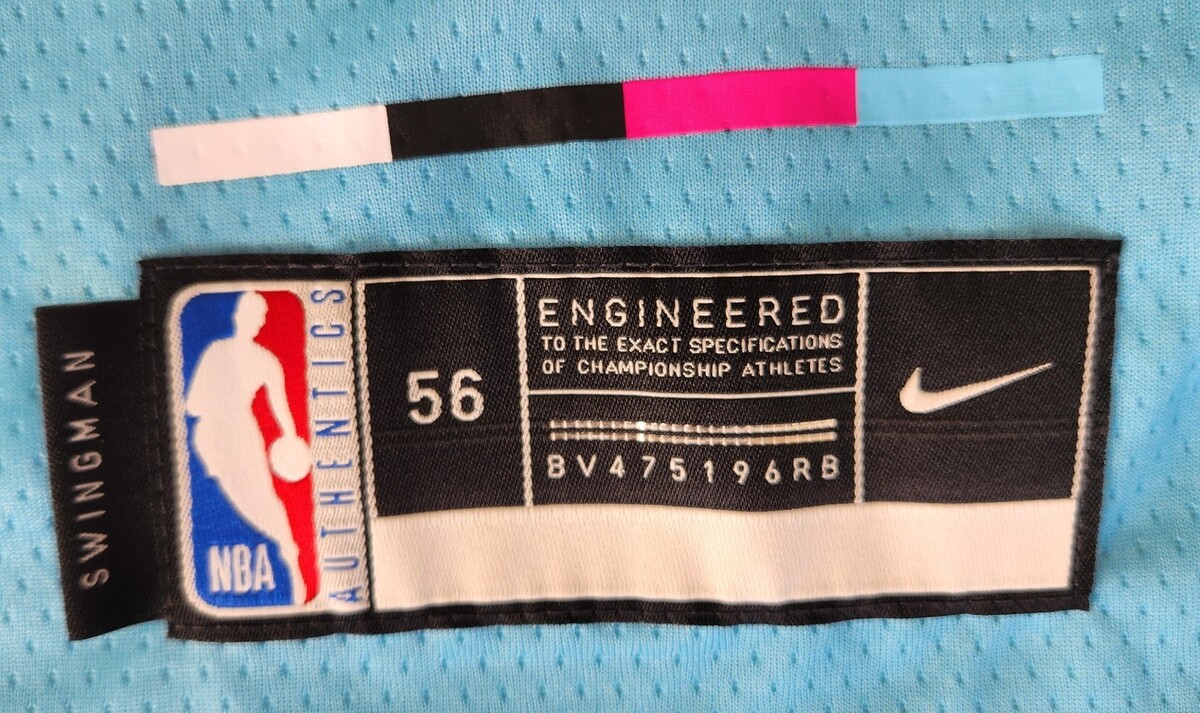 SWINGMAN
NBA
AUTHENTICS
56
ENGINEERED
TO THE EXACT SPECIFICATIONS
OF CHAMPIONSHIP ATHLETES
BV475196RB